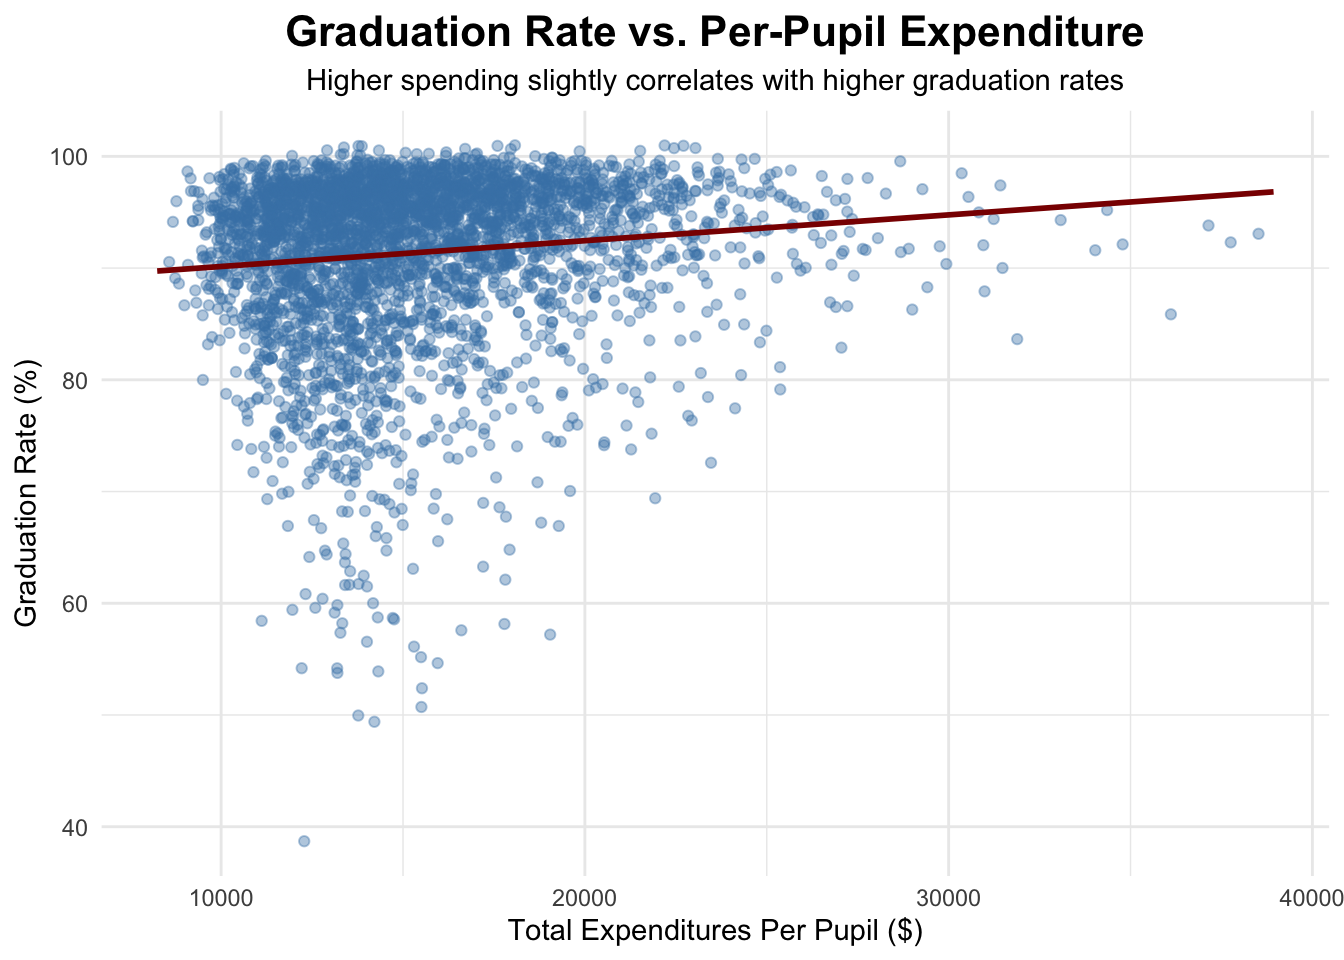 Graduation Rate vs. Per-Pupil Expenditure
Higher spending slightly correlates with higher graduation rates
Graduation Rate (%)
100
80
60
40
10000
20000
30000
40000
Total Expenditures Per Pupil ($)